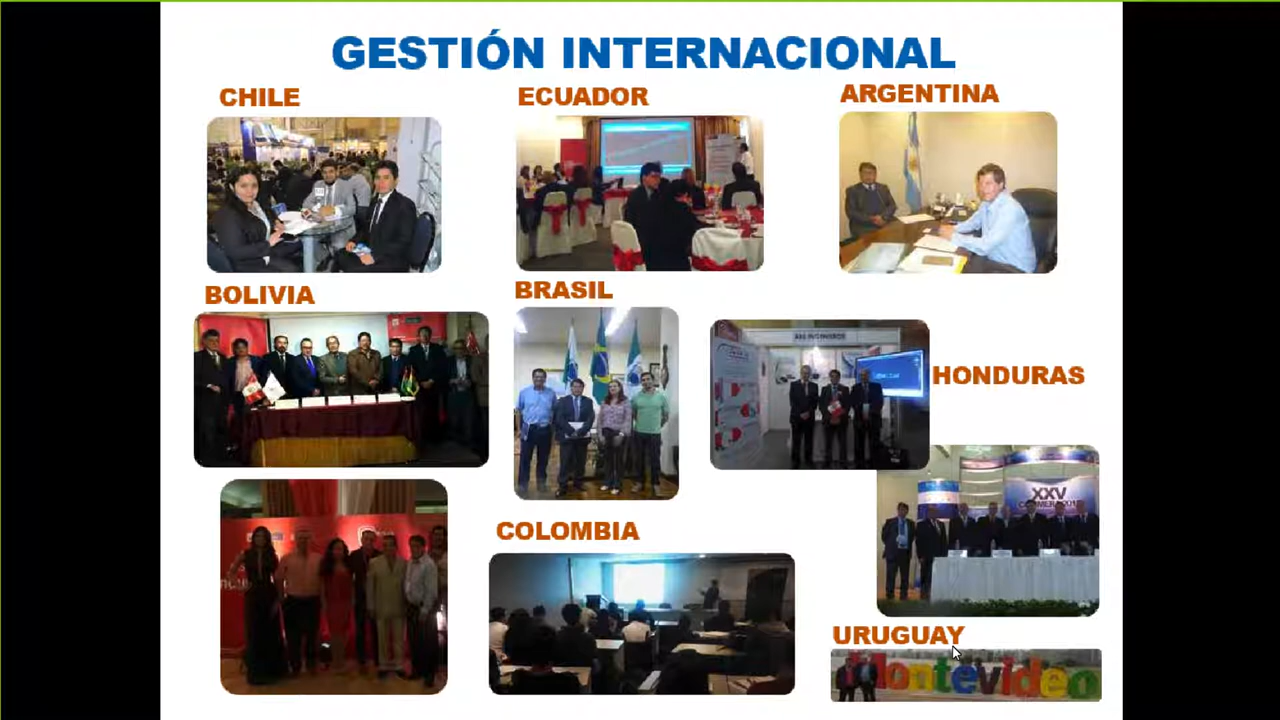 GESTIÓN INTERNACIONAL
CHILE
ECUADOR
ARGENTINA
BOLIVIA
BRASIL
HONDURAS
XXV
COLOMBIA
URUGUAY
Montevideo